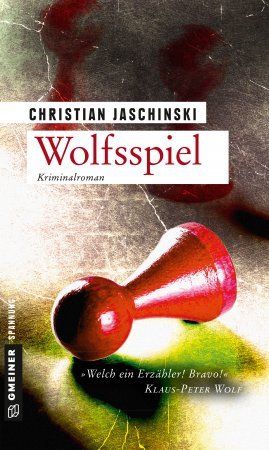 CHRISTIAN JASCHINSKI
Wolfsspiel
Kriminalroman
»Welch ein Erzähler! Bravo!«
KLAUS-PETER WOLF
GMEINER SPANNUNG